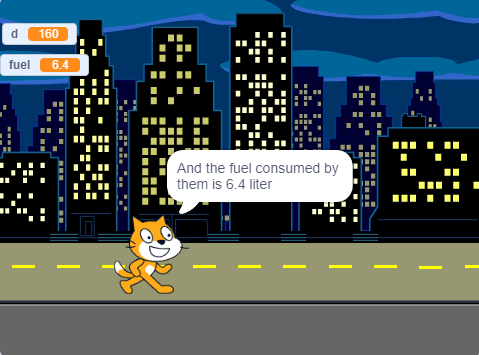 d 160
fuel 6.4
And the fuel consumed by
them is 6.4 liter